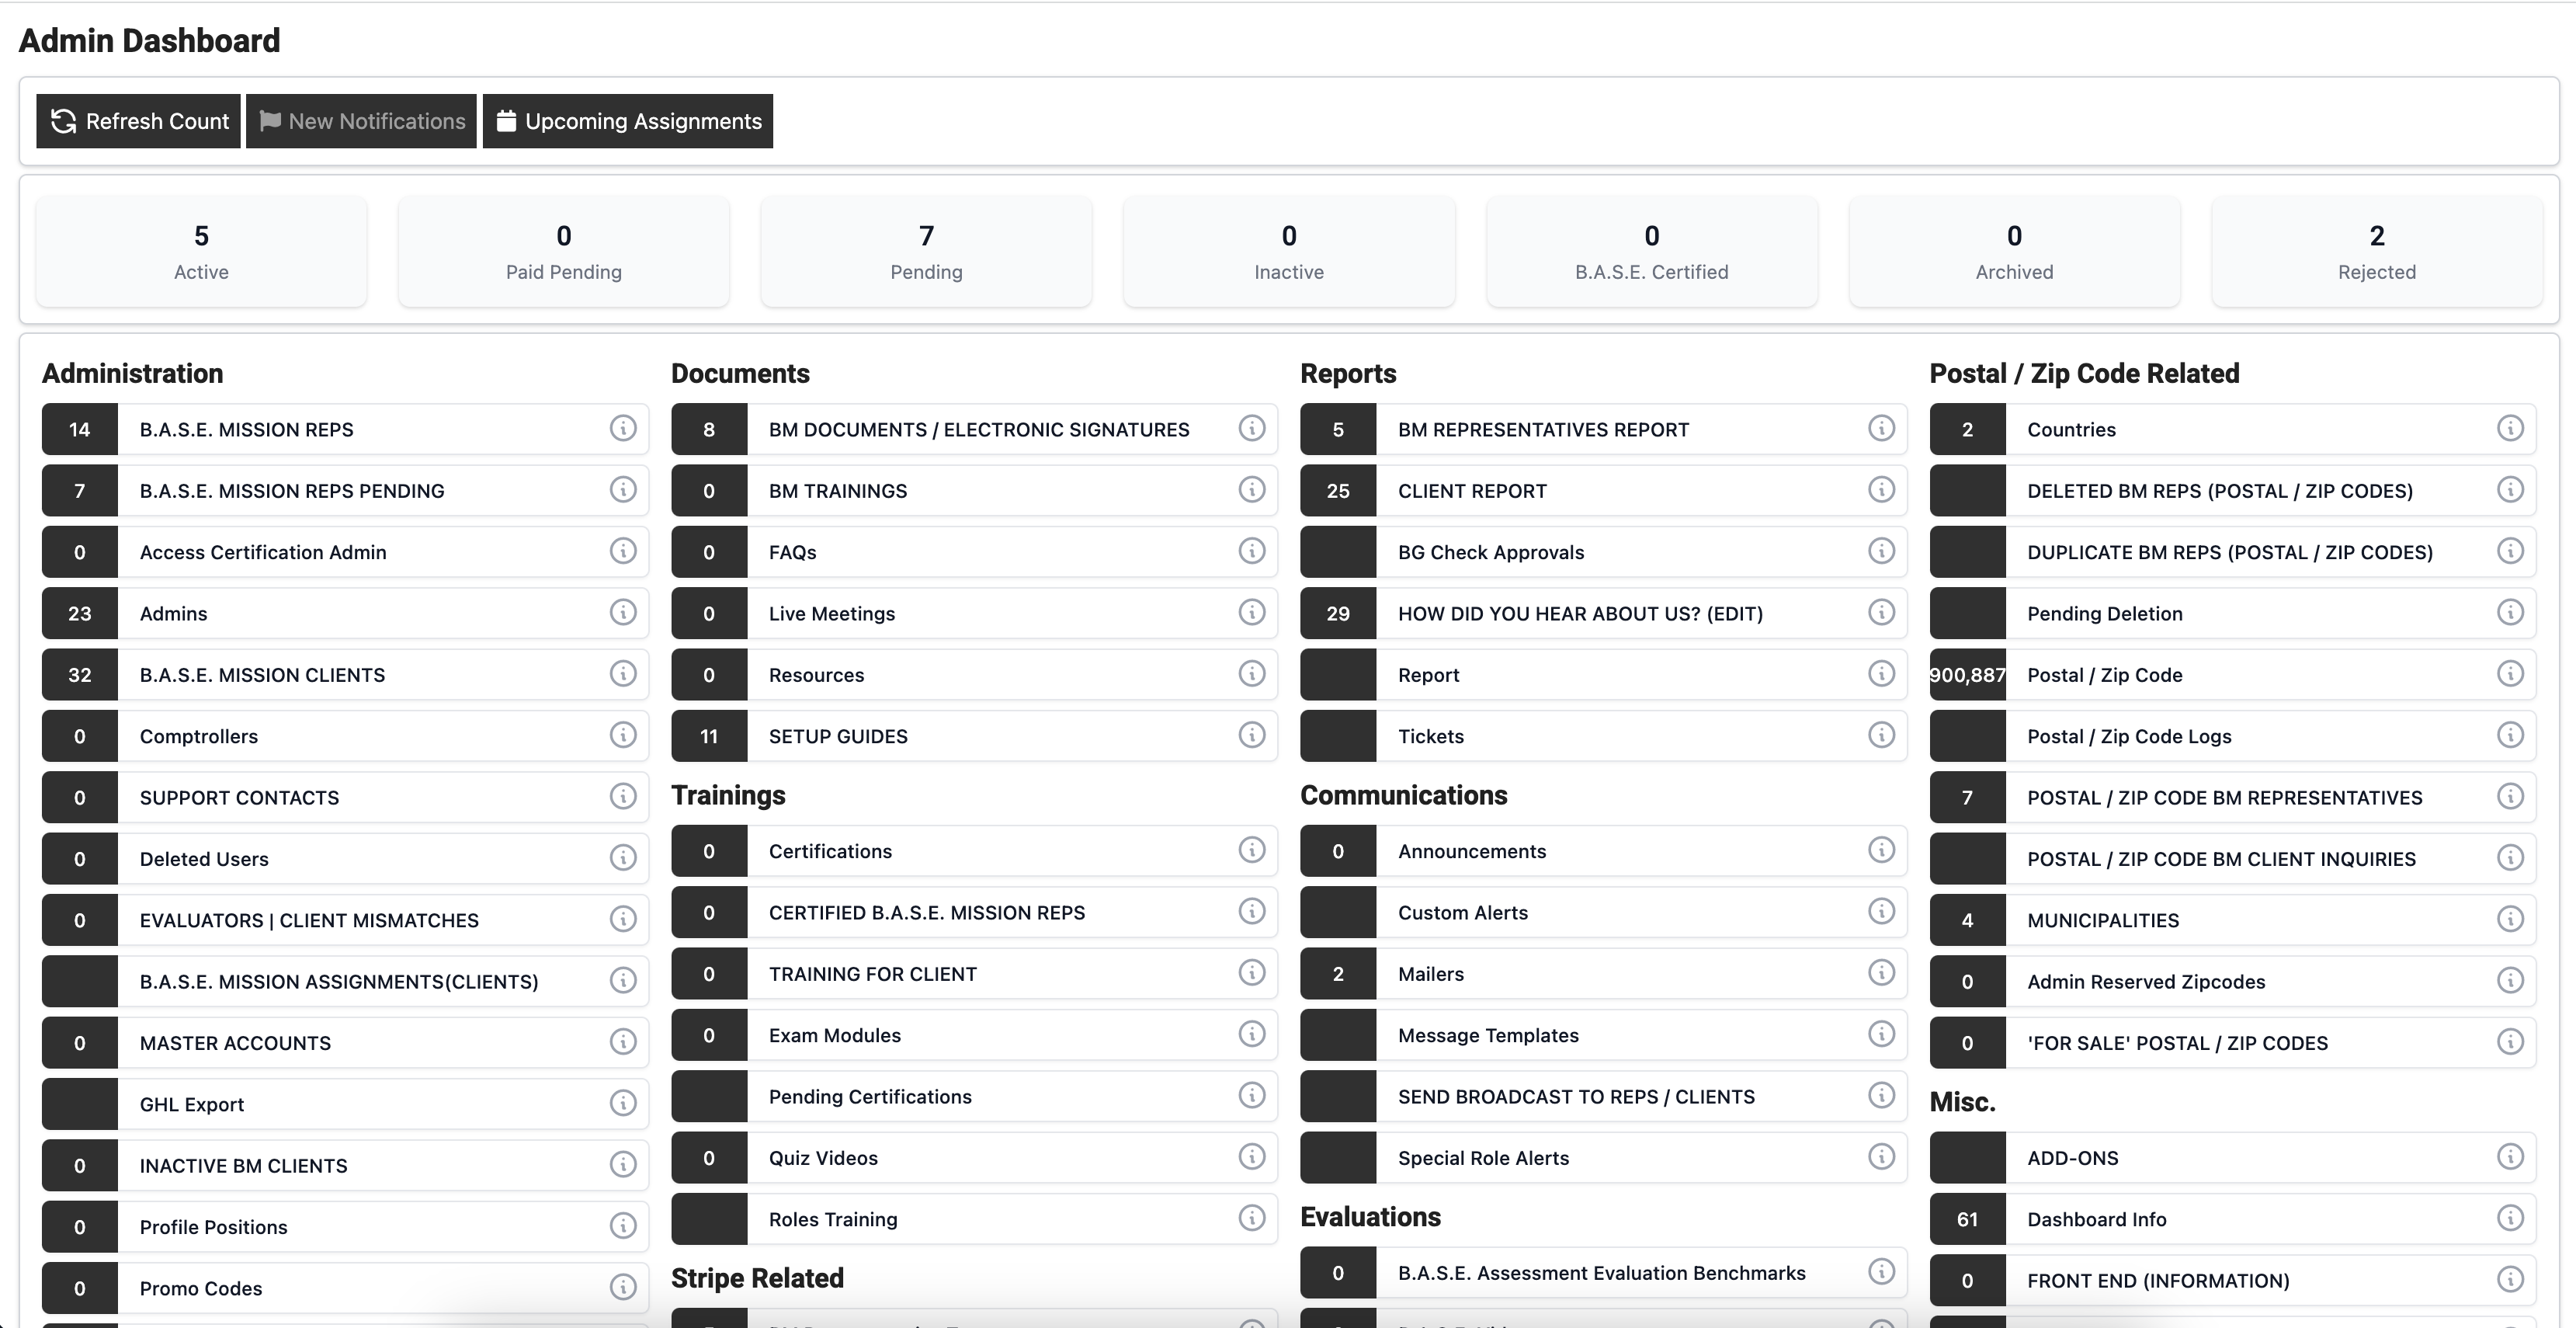 Admin Dashboard
Refresh Count
New Notifications
Upcoming Assignments
5
Active
0
Paid Pending
7
Pending
0
Inactive
0
B.A.S.E. Certified
0
Archived
2
Rejected
Administration
14 B.A.S.E. MISSION REPS
7 B.A.S.E. MISSION REPS PENDING
0 Access Certification Admin
23 Admins
32 B.A.S.E. MISSION CLIENTS
0 Comptrollers
0 SUPPORT CONTACTS
0 Deleted Users
0 EVALUATORS | CLIENT MISMATCHES
B.A.S.E. MISSION ASSIGNMENTS(CLIENTS)
0 MASTER ACCOUNTS
GHL Export
0 INACTIVE BM CLIENTS
0 Profile Positions
0 Promo Codes
Documents
8 BM DOCUMENTS / ELECTRONIC SIGNATURES
0 BM TRAININGS
0 FAQs
0 Live Meetings
0 Resources
11 SETUP GUIDES
Trainings
0 Certifications
0 CERTIFIED B.A.S.E. MISSION REPS
0 TRAINING FOR CLIENT
0 Exam Modules
Pending Certifications
0 Quiz Videos
Roles Training
Stripe Related
Reports
5 BM REPRESENTATIVES REPORT
25 CLIENT REPORT
BG Check Approvals
29 HOW DID YOU HEAR ABOUT US? (EDIT)
Report
Tickets
Communications
0 Announcements
Custom Alerts
2 Mailers
Message Templates
SEND BROADCAST TO REPS / CLIENTS
Special Role Alerts
Evaluations
0 B.A.S.E. Assessment Evaluation Benchmarks
Postal / Zip Code Related
2 Countries
DELETED BM REPS (POSTAL / ZIP CODES)
DUPLICATE BM REPS (POSTAL / ZIP CODES)
Pending Deletion
900,887 Postal / Zip Code
Postal / Zip Code Logs
7 POSTAL / ZIP CODE BM REPRESENTATIVES
POSTAL / ZIP CODE BM CLIENT INQUIRIES
4 MUNICIPALITIES
0 Admin Reserved Zipcodes
0 'FOR SALE' POSTAL / ZIP CODES
Misc.
ADD-ONS
61 Dashboard Info
0 FRONT END (INFORMATION)